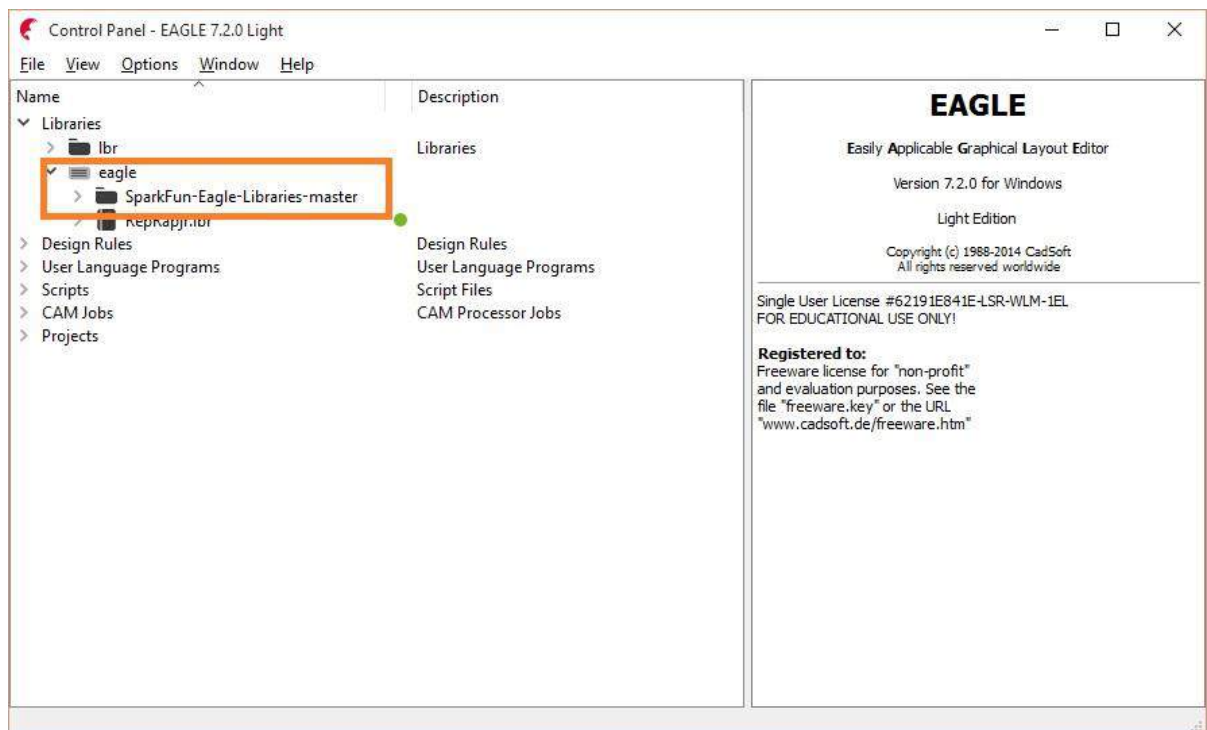 Control Panel - EAGLE 7.2.0 Light
File View Options Window Help
Name Description
Libraries
lbr Libraries
eagle
SparkFun-Eagle-Libraries-master
RepRapjr.lbr
Design Rules Design Rules
User Language Programs User Language Programs
Scripts Script Files
CAM Jobs CAM Processor Jobs
Projects
EAGLE
Easily Applicable Graphical Layout Editor
Version 7.2.0 for Windows
Light Edition
Copyright (c) 1988-2014 CadSoft
All rights reserved worldwide
Single User License #62191E841E-LSR-WLM-1EL
FOR EDUCATIONAL USE ONLY!
Registered to:
Freeware license for "non-profit"
and evaluation purposes. See the
file "freeware.key" or the URL
"www.cadsoft.de/freeware.htm"